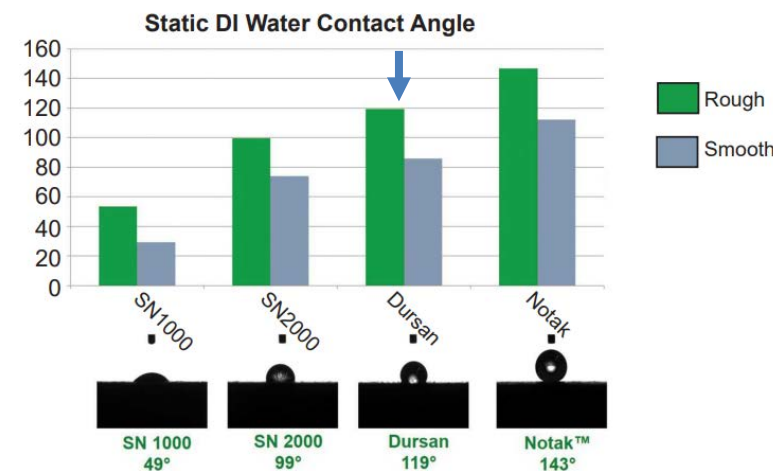 Static DI Water Contact Angle
160
140
120
100
80
60
40
20
0
Rough
Smooth
SN1000
SN2000
Dursan
Notak
SN 1000
49°
SN 2000
99°
Dursan
119°
Notak™
143°